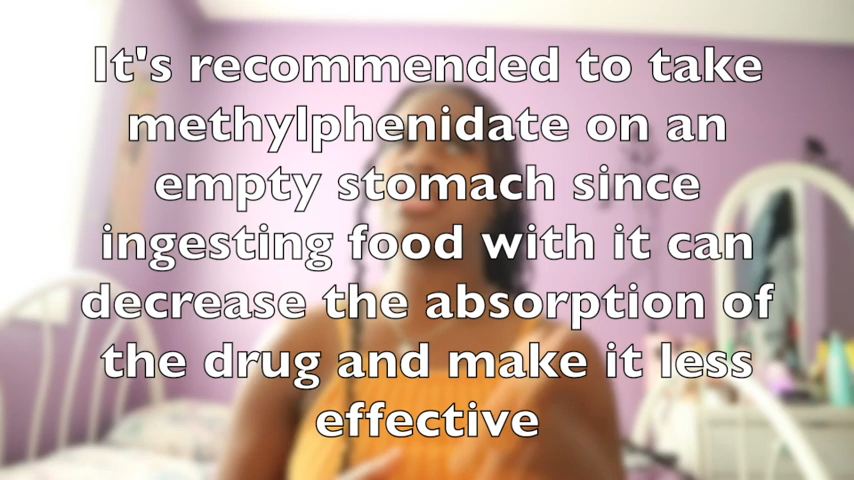 It's recommended to take
methylphenidate on an
empty stomach since
ingesting food with it can
decrease the absorption of
the drug and make it less
effective